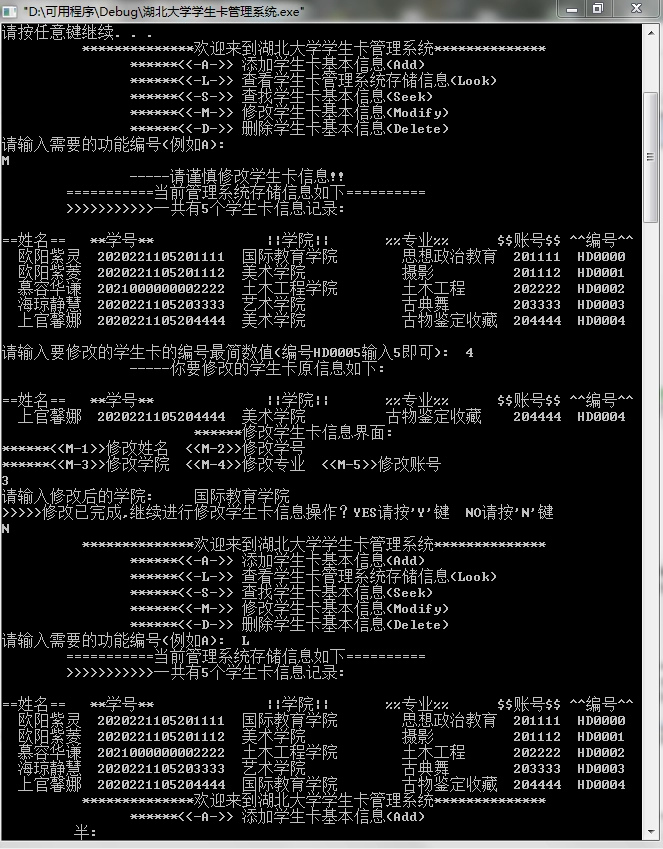 "D:\可用程序\Debug\湖北大学学生卡管理系统.exe"
请按任意键继续. . .
**************欢迎来到湖北大学学生卡管理系统**************
******<<-A->> 添加学生卡基本信息(Add)
******<<-L->> 查看学生卡管理系统存储信息(Look)
******<<-S->> 查找学生卡基本信息(Seek)
******<<-M->> 修改学生卡基本信息(Modify)
******<<-D->> 删除学生卡基本信息(Delete)
请输入需要的功能编号(例如A):
M
-----请谨慎修改学生卡信息!!
===========当前管理系统存储信息如下==========
>>>>>>>>>>>一共有5个学生卡信息记录:
==姓名== **学号** ||学院|| %%专业%% $$账号$$ ^^编号^^
欧阳紫灵 2020221105201111 国际教育学院 思想政治教育 201111 HD0000
欧阳紫菱 2020221105201112 美术学院 摄影 201112 HD0001
慕容华谦 2021000000002222 土木工程学院 土木工程 202222 HD0002
海琼静慧 2020221105203333 艺术学院 古典舞 203333 HD0003
上官馨娜 2020221105204444 美术学院 古物鉴定收藏 204444 HD0004
请输入要修改的学生卡的编号最简数值(编号HD0005输入5即可): 4
-----你要修改的学生卡原信息如下:
==姓名== **学号** ||学院|| %%专业%% $$账号$$ ^^编号^^
上官馨娜 2020221105204444 美术学院 古物鉴定收藏 204444 HD0004
******修改学生卡信息界面:
******<<M-1>>修改姓名 <<M-2>>修改学号
******<<M-3>>修改学院 <<M-4>>修改专业 <<M-5>>修改账号
3
请输入修改后的学院: 国际教育学院
>>>>>修改已完成,继续进行修改学生卡信息操作? YES请按'Y'键 NO请按'N'键
N
**************欢迎来到湖北大学学生卡管理系统**************
******<<-A->> 添加学生卡基本信息(Add)
******<<-L->> 查看学生卡管理系统存储信息(Look)
******<<-S->> 查找学生卡基本信息(Seek)
******<<-M->> 修改学生卡基本信息(Modify)
******<<-D->> 删除学生卡基本信息(Delete)
请输入需要的功能编号(例如A): L
===========当前管理系统存储信息如下==========
>>>>>>>>>>>一共有5个学生卡信息记录:
==姓名== **学号** ||学院|| %%专业%% $$账号$$ ^^编号^^
欧阳紫灵 2020221105201111 国际教育学院 思想政治教育 201111 HD0000
欧阳紫菱 2020221105201112 美术学院 摄影 201112 HD0001
慕容华谦 2021000000002222 土木工程学院 土木工程 202222 HD0002
海琼静慧 2020221105203333 艺术学院 古典舞 203333 HD0003
上官馨娜 2020221105204444 国际教育学院 古物鉴定收藏 204444 HD0004
**************欢迎来到湖北大学学生卡管理系统**************
******<<-A->> 添加学生卡基本信息(Add)
半: